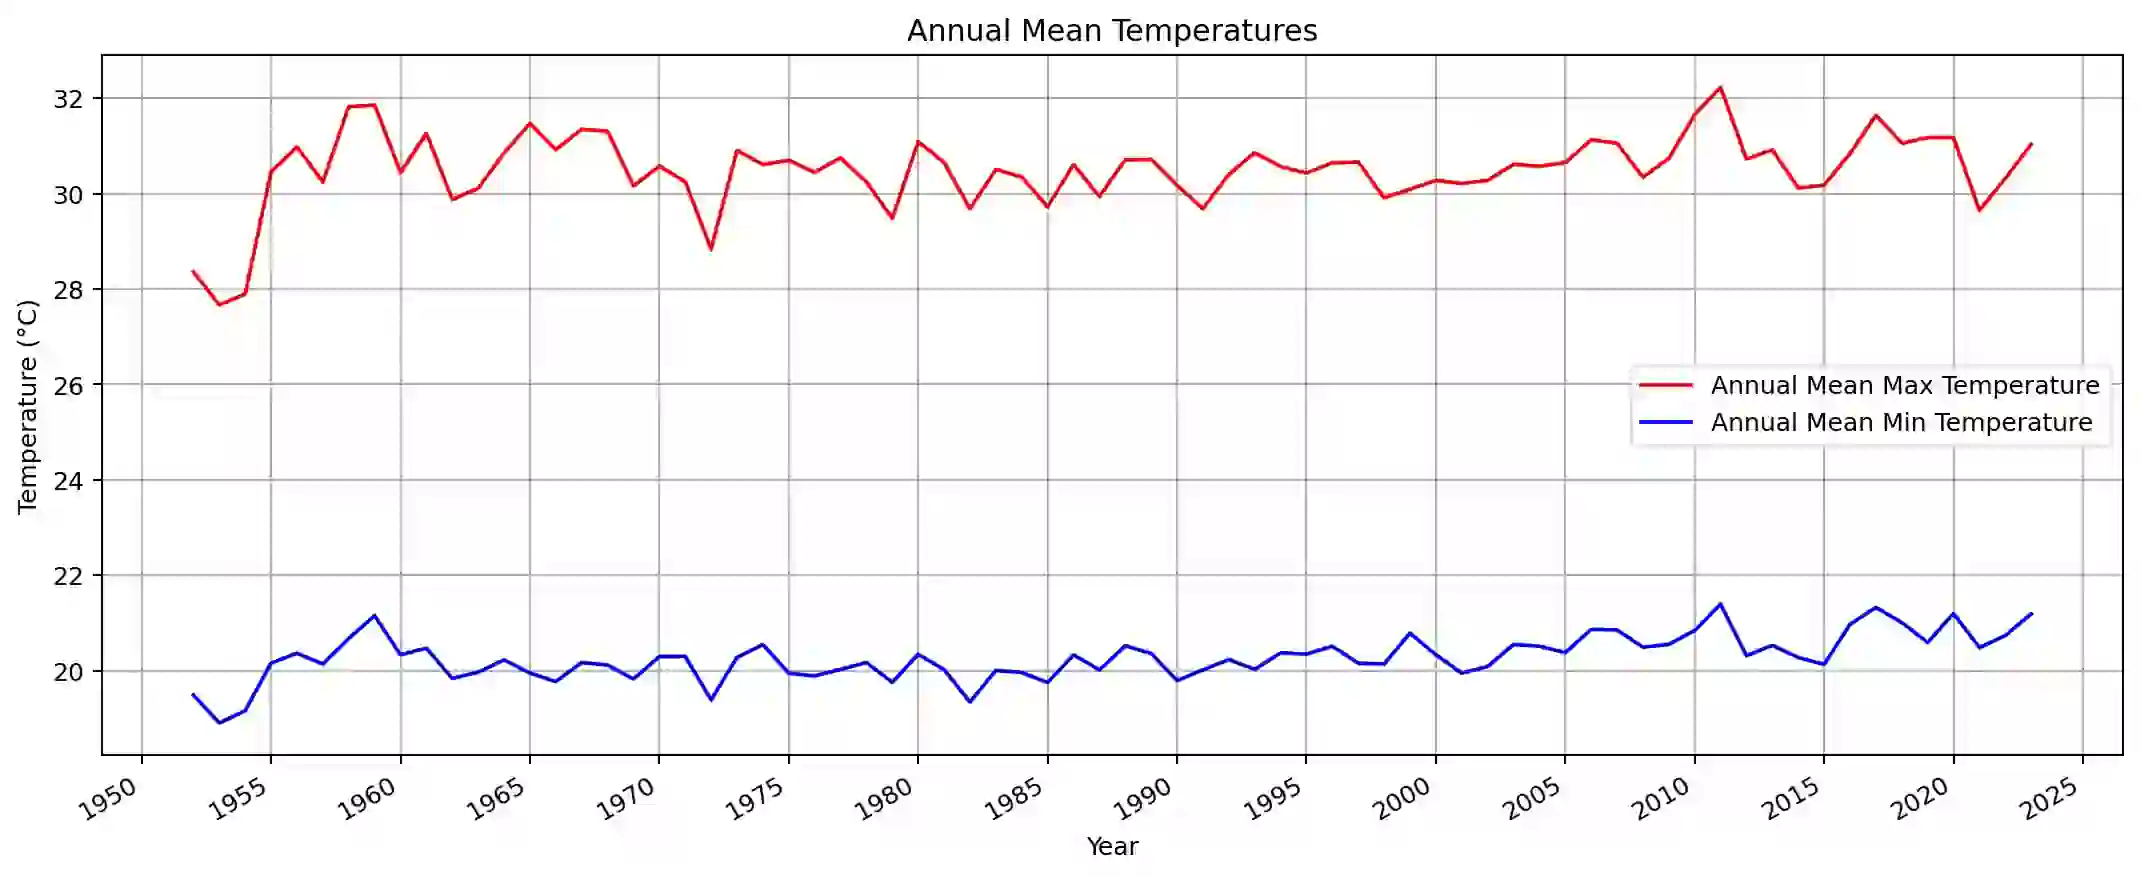 Annual Mean Temperatures
Temperature (°C)
32
30
28
26
24
22
20
Annual Mean Max Temperature
Annual Mean Min Temperature
1950 1955 1960 1965 1970 1975 1980 1985 1990 1995 2000 2005 2010 2015 2020 2025
Year